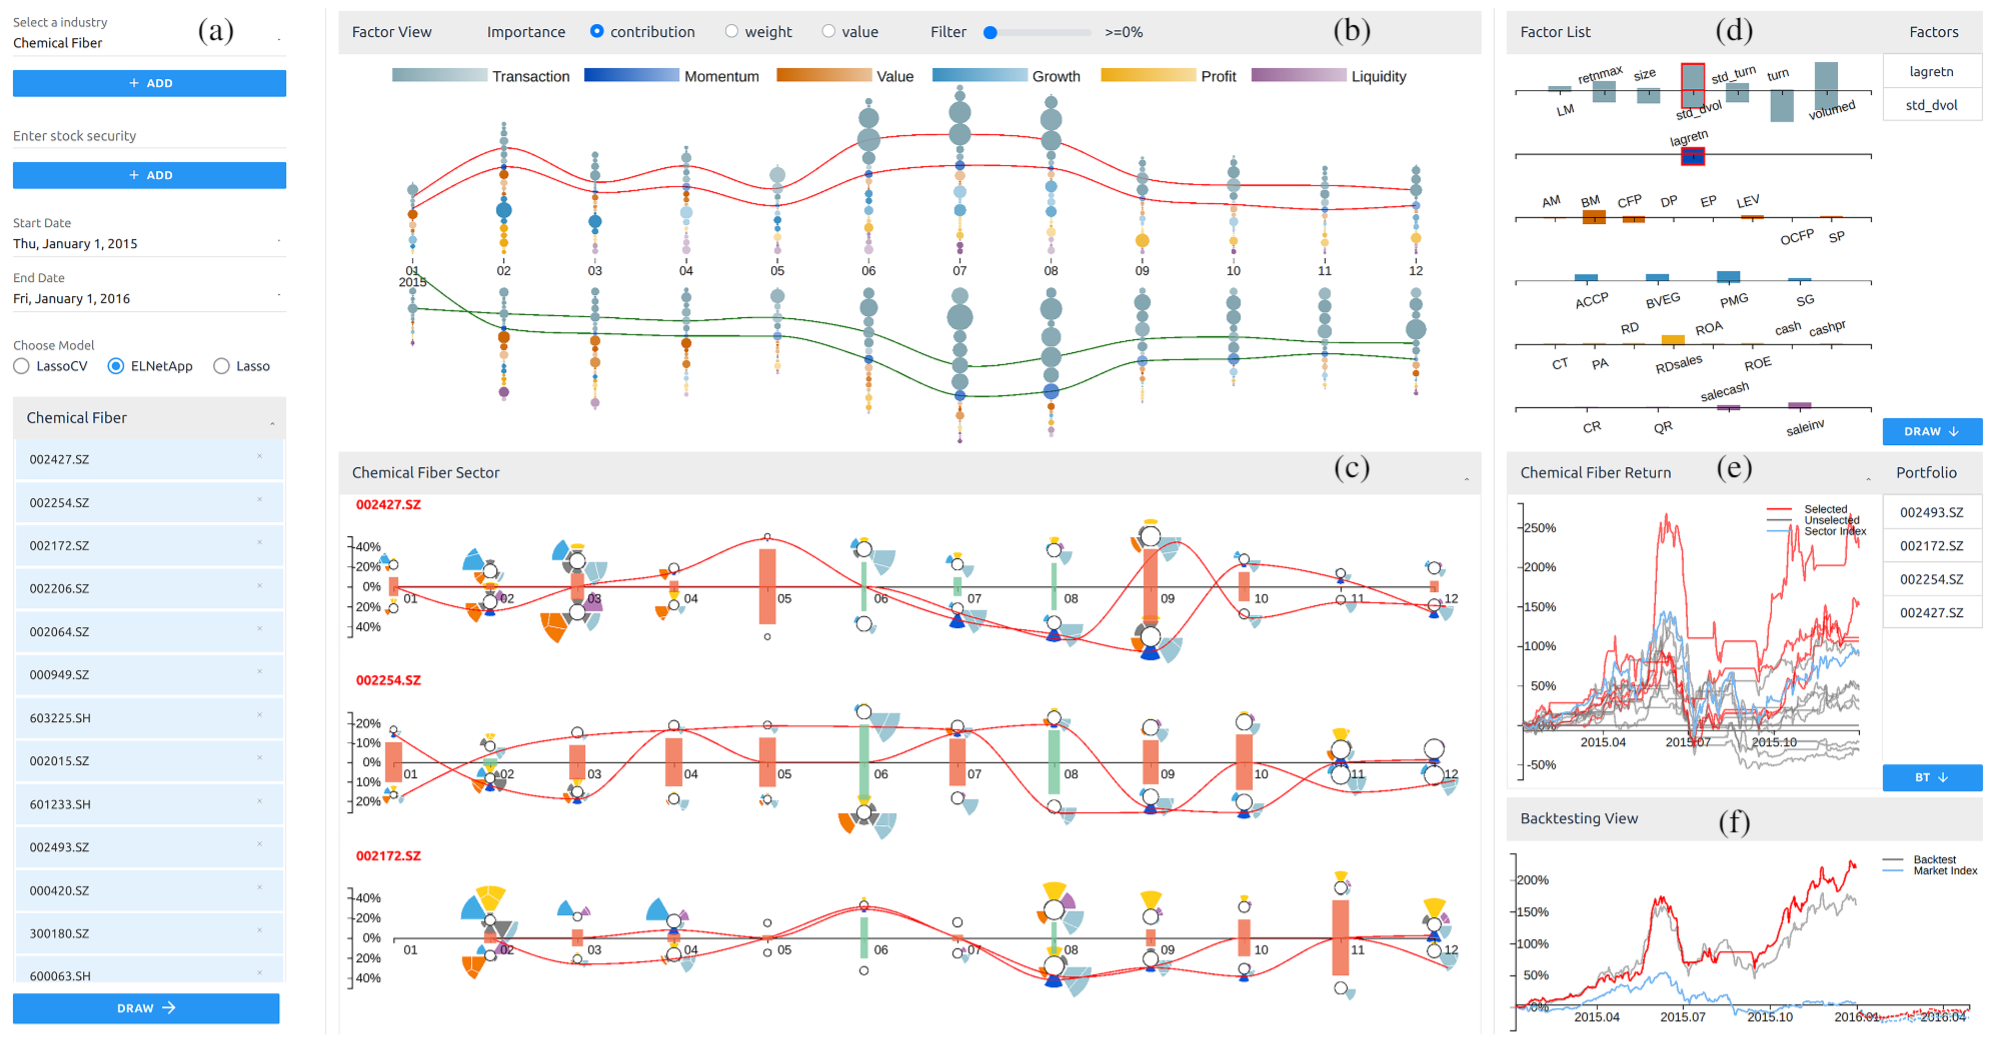 Select a industry
Chemical Fiber
(a)
+ ADD
Enter stock security
+ ADD
Start Date
Thu, January 1, 2015
End Date
Fri, January 1, 2016
Choose Model
LassoCV ELNetApp Lasso
Chemical Fiber
002427.SZ
002254.SZ
002172.SZ
002206.SZ
002064.SZ
000949.SZ
603225.SH
002015.SZ
601233.SH
002493.SZ
000420.SZ
300180.SZ
600063.SH
DRAW →
Factor View Importance contribution weight value Filter >=0% (b)
Transaction Momentum Value Growth Profit Liquidity
01 02 03 04 05 06 07 08 09 10 11 12
2015
Chemical Fiber Sector (c)
002427.SZ
40%
20%
0%
20%
40%
01 02 03 04 05 06 07 08 09 10 11 12
002254.SZ
20%
10%
0%
10%
20%
01 02 03 04 05 06 07 08 09 10 11 12
002172.SZ
40%
20%
0%
20%
40%
01 02 03 04 05 06 07 08 09 10 11 12
Factor List (d) Factors
lagretn
std_dvol
retnmax size std_turn turn
LM std_dvol volumed
lagretn
AM BM CFP DP EP LEV
OCFP SP
ACCP BVEG PMG SG
RD ROA cash cashpr
CT PA RDsales ROE
salecash
CR QR saleinv
DRAW ↓
Chemical Fiber Return (e) Portfolio
002493.SZ
002172.SZ
002254.SZ
002427.SZ
Selected
Unselected
Sector Index
250%
200%
150%
100%
50%
-50%
2015.04 2015.07 2015.10
BT ↓
Backtesting View (f)
Backtest
Market Index
200%
150%
100%
50%
0%
2015.04 2015.07 2015.10 2016.01 2016.04